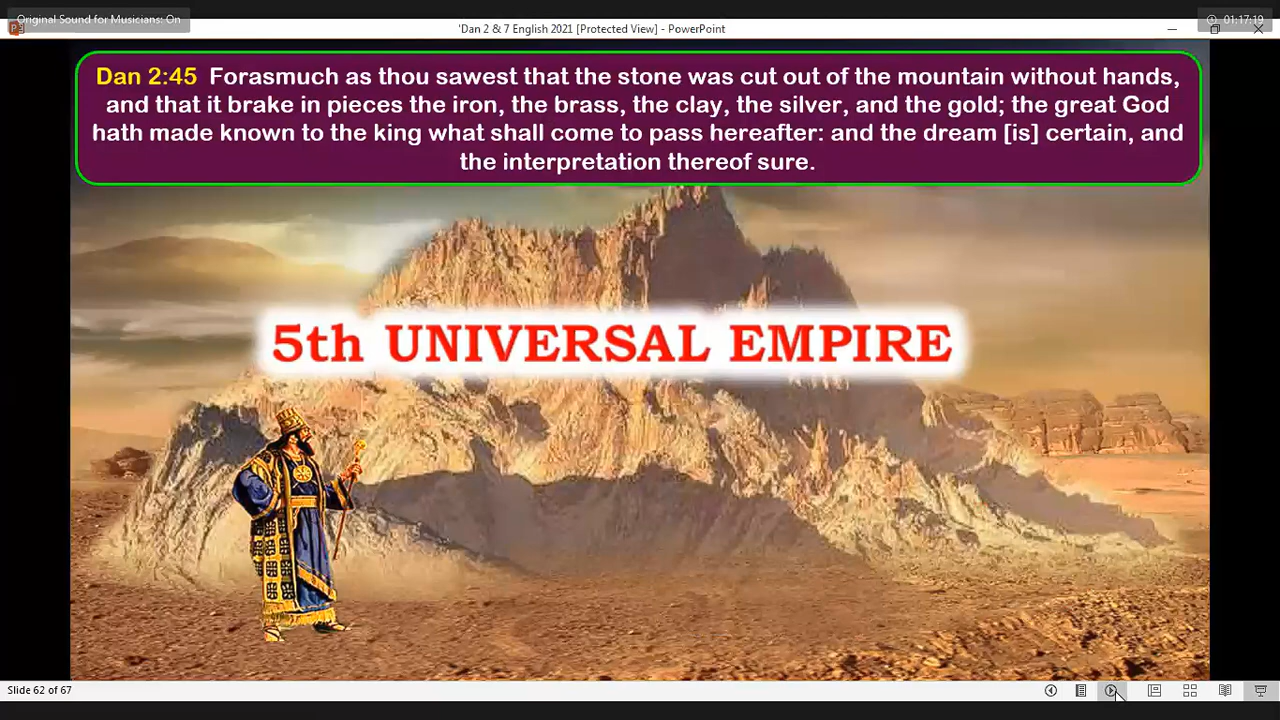 Original Sound for Musicians: On
01:17:19
'Dan 2 & 7 English 2021 [Protected View] - PowerPoint
Dan 2:45 Forasmuch as thou sawest that the stone was cut out of the mountain without hands,
and that it brake in pieces the iron, the brass, the clay, the silver, and the gold; the great God
hath made known to the king what shall come to pass hereafter: and the dream [is] certain, and
the interpretation thereof sure.
5th UNIVERSAL EMPIRE
Slide 62 of 67